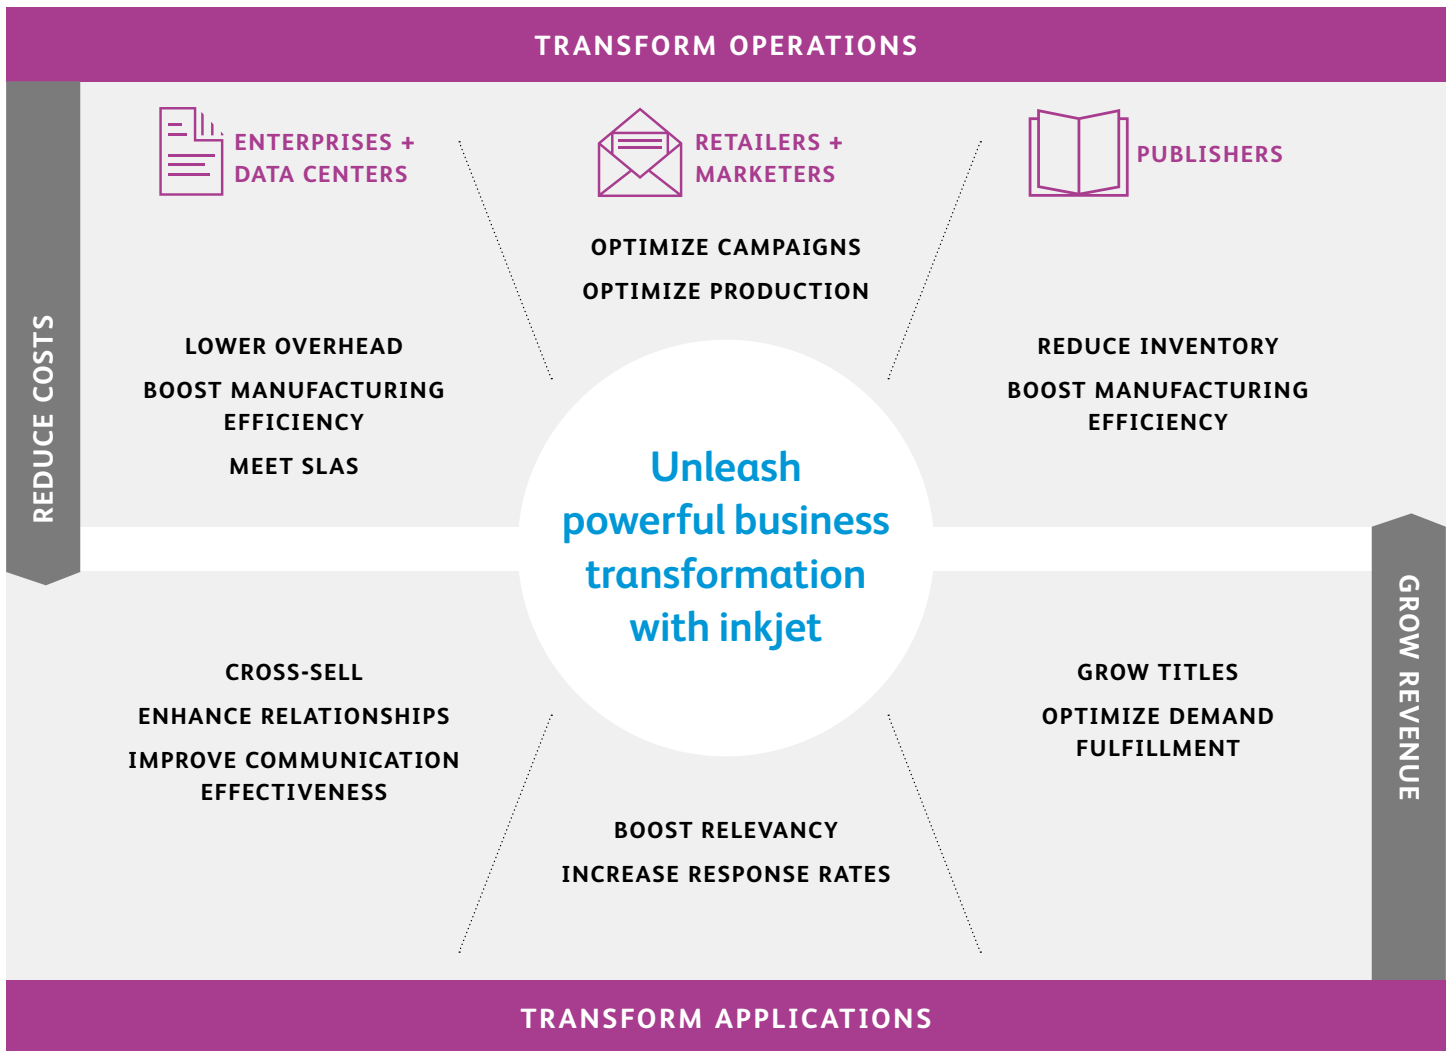 TRANSFORM OPERATIONS
ENTERPRISES +
DATA CENTERS
RETAILERS +
MARKETERS
PUBLISHERS
OPTIMIZE CAMPAIGNS
OPTIMIZE PRODUCTION
REDUCE COSTS
LOWER OVERHEAD
BOOST MANUFACTURING
EFFICIENCY
MEET SLAS
REDUCE INVENTORY
BOOST MANUFACTURING
EFFICIENCY
Unleash
powerful business
transformation
with inkjet
CROSS-SELL
ENHANCE RELATIONSHIPS
IMPROVE COMMUNICATION
EFFECTIVENESS
BOOST RELEVANCY
INCREASE RESPONSE RATES
GROW TITLES
OPTIMIZE DEMAND
FULFILLMENT
GROW REVENUE
TRANSFORM APPLICATIONS